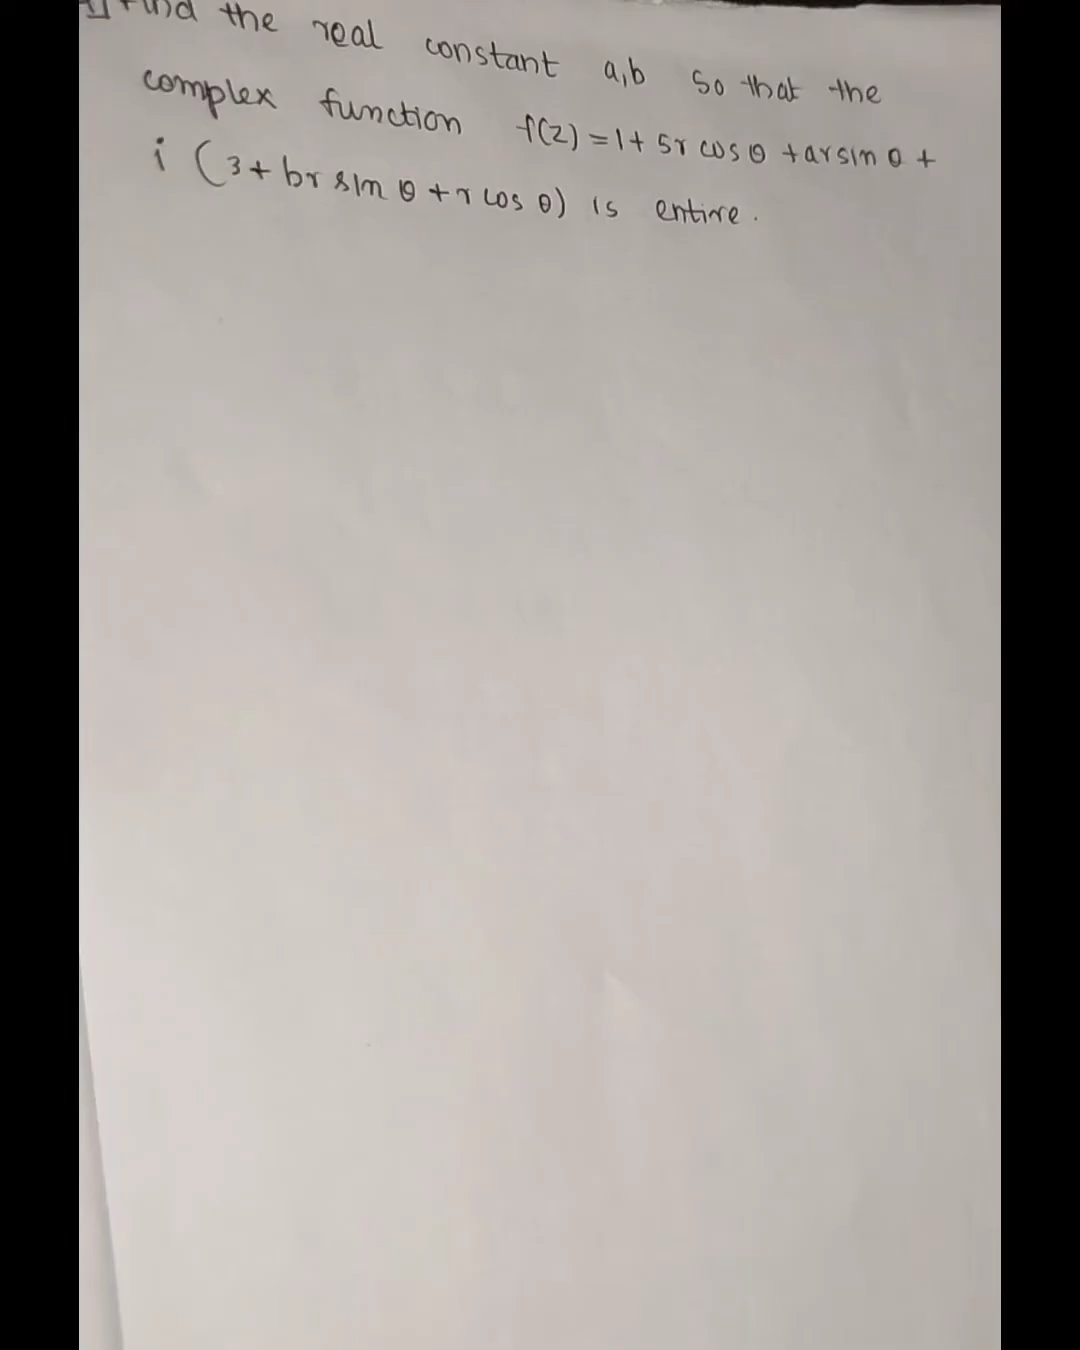 the real constant a,b so that the
complex function f(z) = 1 + 5r cos θ + ar sin θ +
i (3 + br sin θ + r cos θ) is entire.